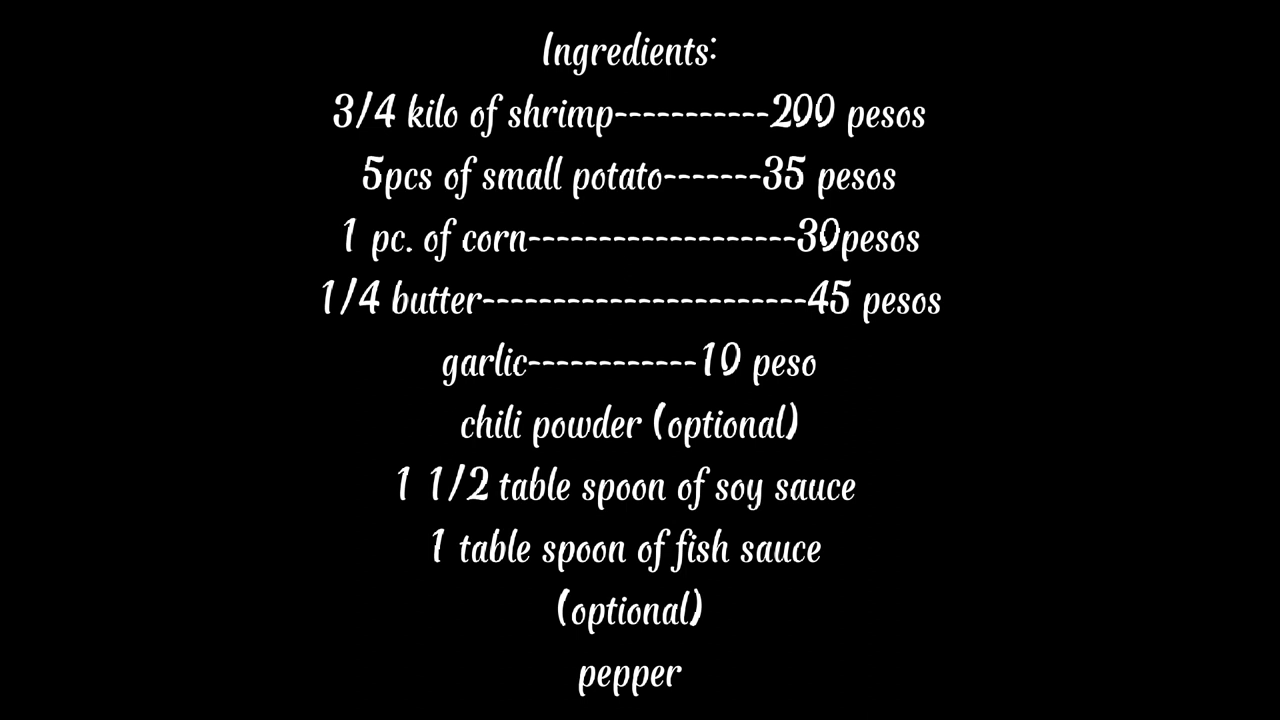 Ingredients:
3/4 kilo of shrimp-----------200 pesos
5pcs of small potato-------35 pesos
1 pc. of corn-------------------30pesos
1/4 butter-----------------------45 pesos
garlic------------10 peso
chili powder (optional)
1 1/2 table spoon of soy sauce
1 table spoon of fish sauce
(optional)
pepper